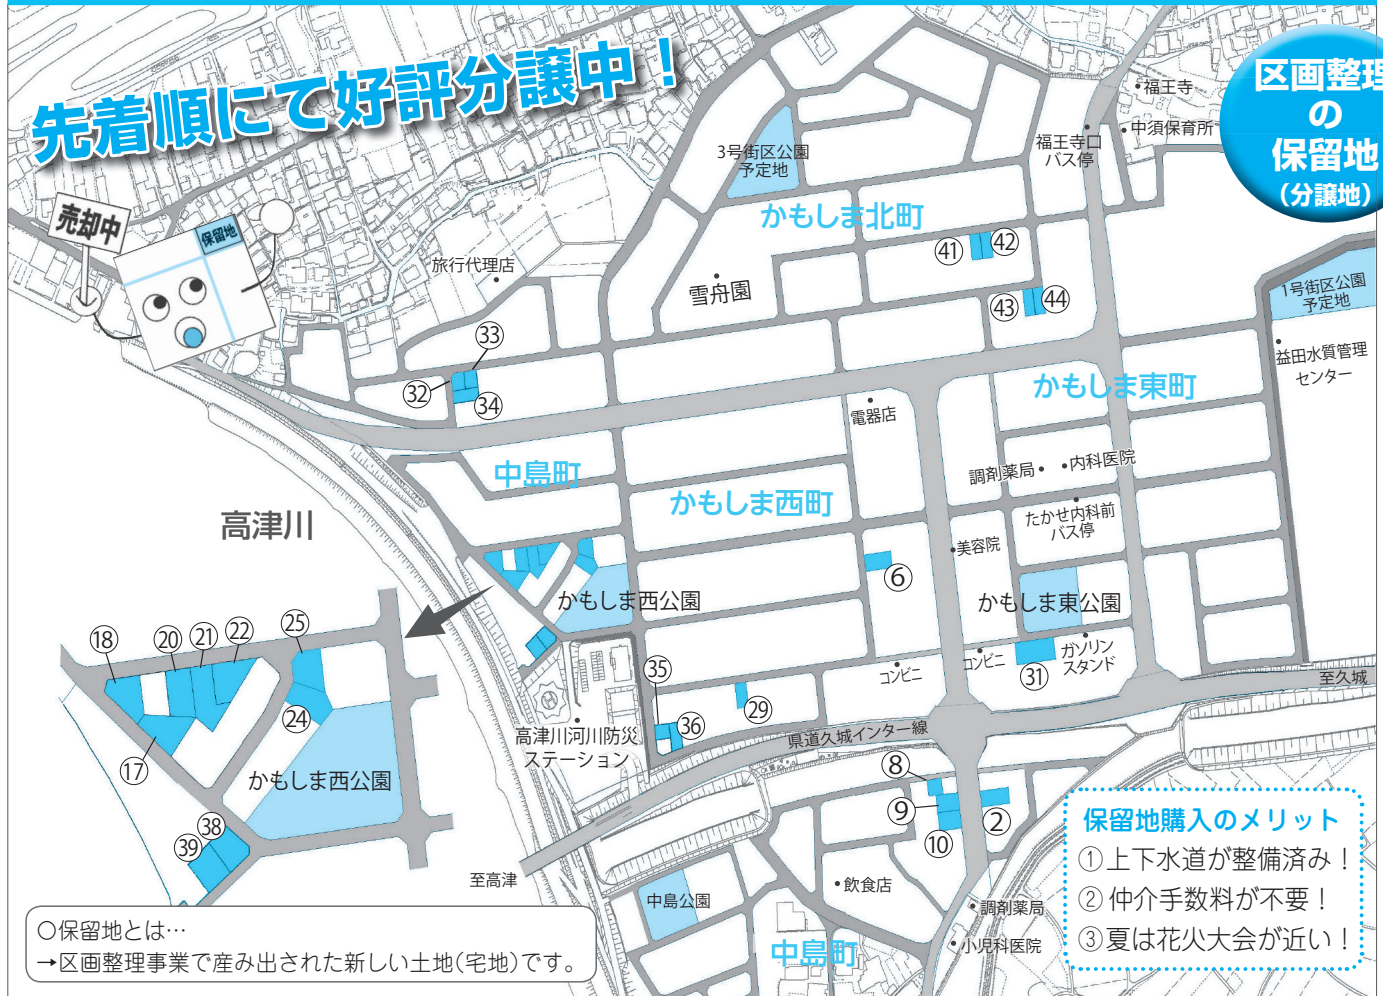 先着順にて好評分譲中!
区画整理
の
保留地
(分譲地)
売却中
保留地
福王寺
中須保育所
福王寺口
バス停
3号街区公園
予定地
かもしま北町
㊶
㊷
旅行代理店
雪舟園
㊸
㊹
1号街区公園
予定地
益田水質管理
センター
㉝
㉜
㉞
かもしま東町
電器店
中島町
かもしま西町
調剤薬局
内科医院
たかせ内科前
バス停
高津川
美容院
⑥
かもしま西公園
かもしま東公園
⑱
⑳
㉑
㉒
㉕
㉔
⑰
かもしま西公園
㊳
㊴
㉟
㊱
㉙
コンビニ
コンビニ
㉛
ガソリン
スタンド
至久城
高津川河川防災
ステーション
県道久城インター線
⑧
⑨
⑩
②
至高津
中島公園
飲食店
調剤薬局
小児科医院
中島町
保留地購入のメリット
①上下水道が整備済み!
②仲介手数料が不要!
③夏は花火大会が近い!
○保留地とは…
→区画整理事業で産み出された新しい土地(宅地)です。